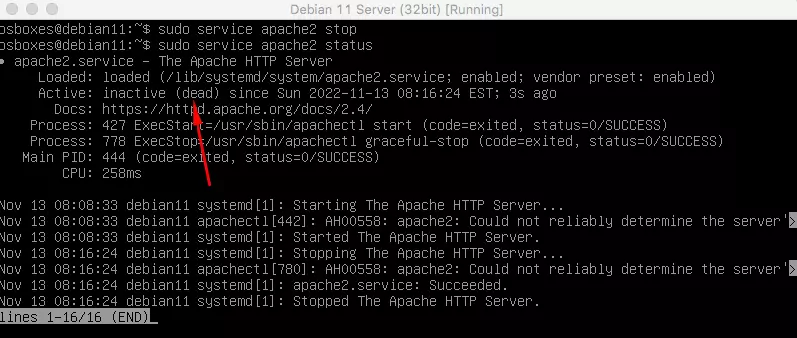 Debian 11 Server (32bit) [Running]
osboxes@debian11:~$ sudo service apache2 stop
osboxes@debian11:~$ sudo service apache2 status
● apache2.service - The Apache HTTP Server
Loaded: loaded (/lib/systemd/system/apache2.service; enabled; vendor preset: enabled)
Active: inactive (dead) since Sun 2022-11-13 08:16:24 EST; 3s ago
Docs: https://httpd.apache.org/docs/2.4/
Process: 427 ExecStart=/usr/sbin/apachectl start (code=exited, status=0/SUCCESS)
Process: 778 ExecStop=/usr/sbin/apachectl graceful-stop (code=exited, status=0/SUCCESS)
Main PID: 444 (code=exited, status=0/SUCCESS)
CPU: 258ms
Nov 13 08:08:33 debian11 systemd[1]: Starting The Apache HTTP Server...
Nov 13 08:08:33 debian11 apachectl[442]: AH00558: apache2: Could not reliably determine the server'>
Nov 13 08:08:33 debian11 systemd[1]: Started The Apache HTTP Server.
Nov 13 08:16:24 debian11 systemd[1]: Stopping The Apache HTTP Server...
Nov 13 08:16:24 debian11 apachectl[780]: AH00558: apache2: Could not reliably determine the server'>
Nov 13 08:16:24 debian11 systemd[1]: apache2.service: Succeeded.
Nov 13 08:16:24 debian11 systemd[1]: Stopped The Apache HTTP Server.
lines 1-16/16 (END)